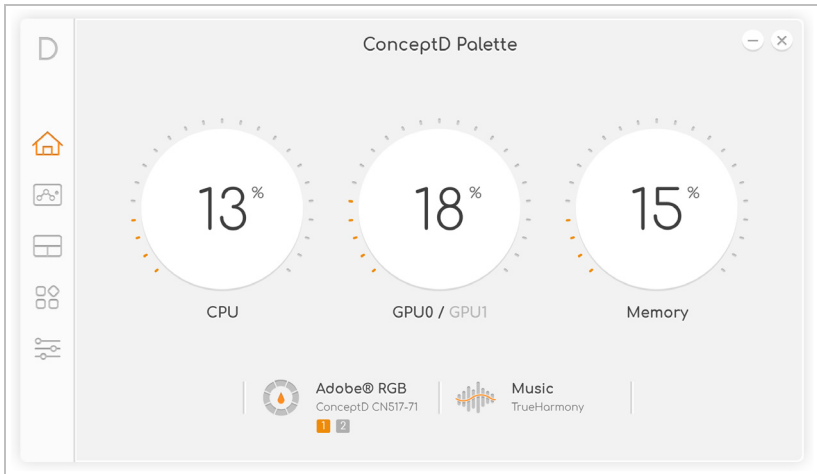 D
ConceptD Palette
13%
18%
15%
CPU
GPU0 / GPU1
Memory
Adobe® RGB
ConceptD CN517-71
1 2
Music
TrueHarmony